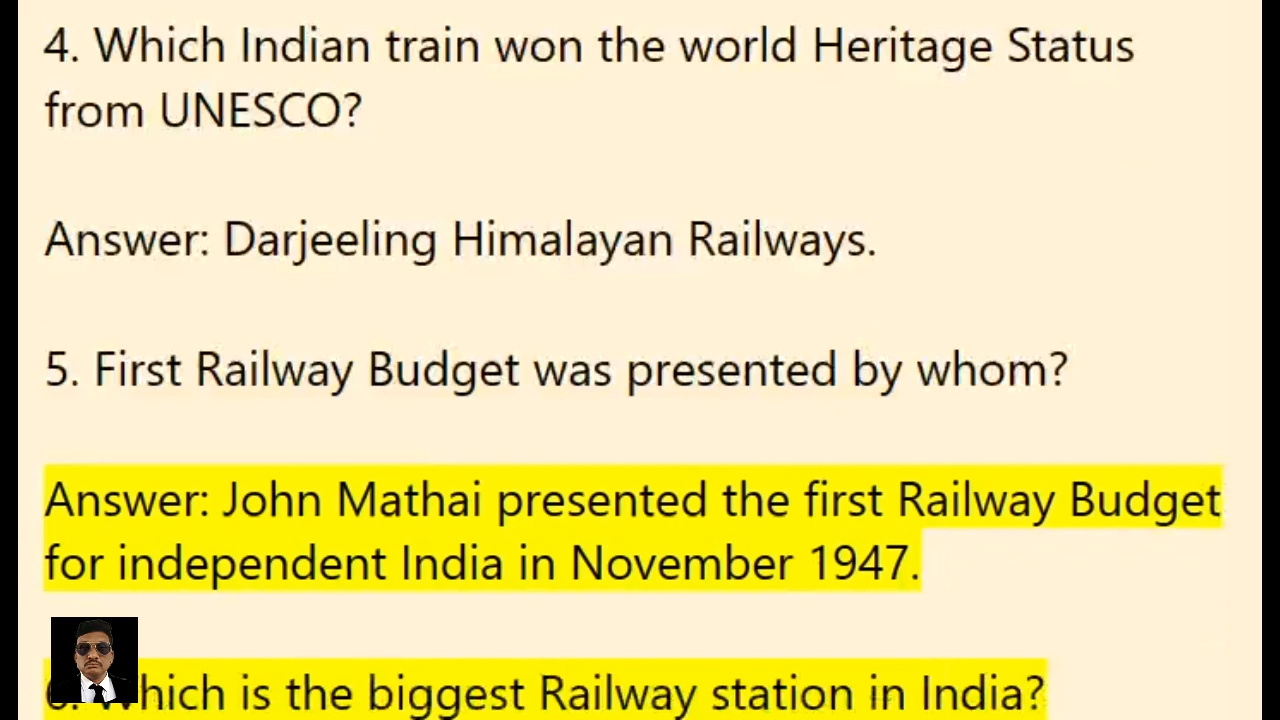 4. Which Indian train won the world Heritage Status
from UNESCO?
Answer: Darjeeling Himalayan Railways.
5. First Railway Budget was presented by whom?
Answer: John Mathai presented the first Railway Budget
for independent India in November 1947.
6. Which is the biggest Railway station in India?